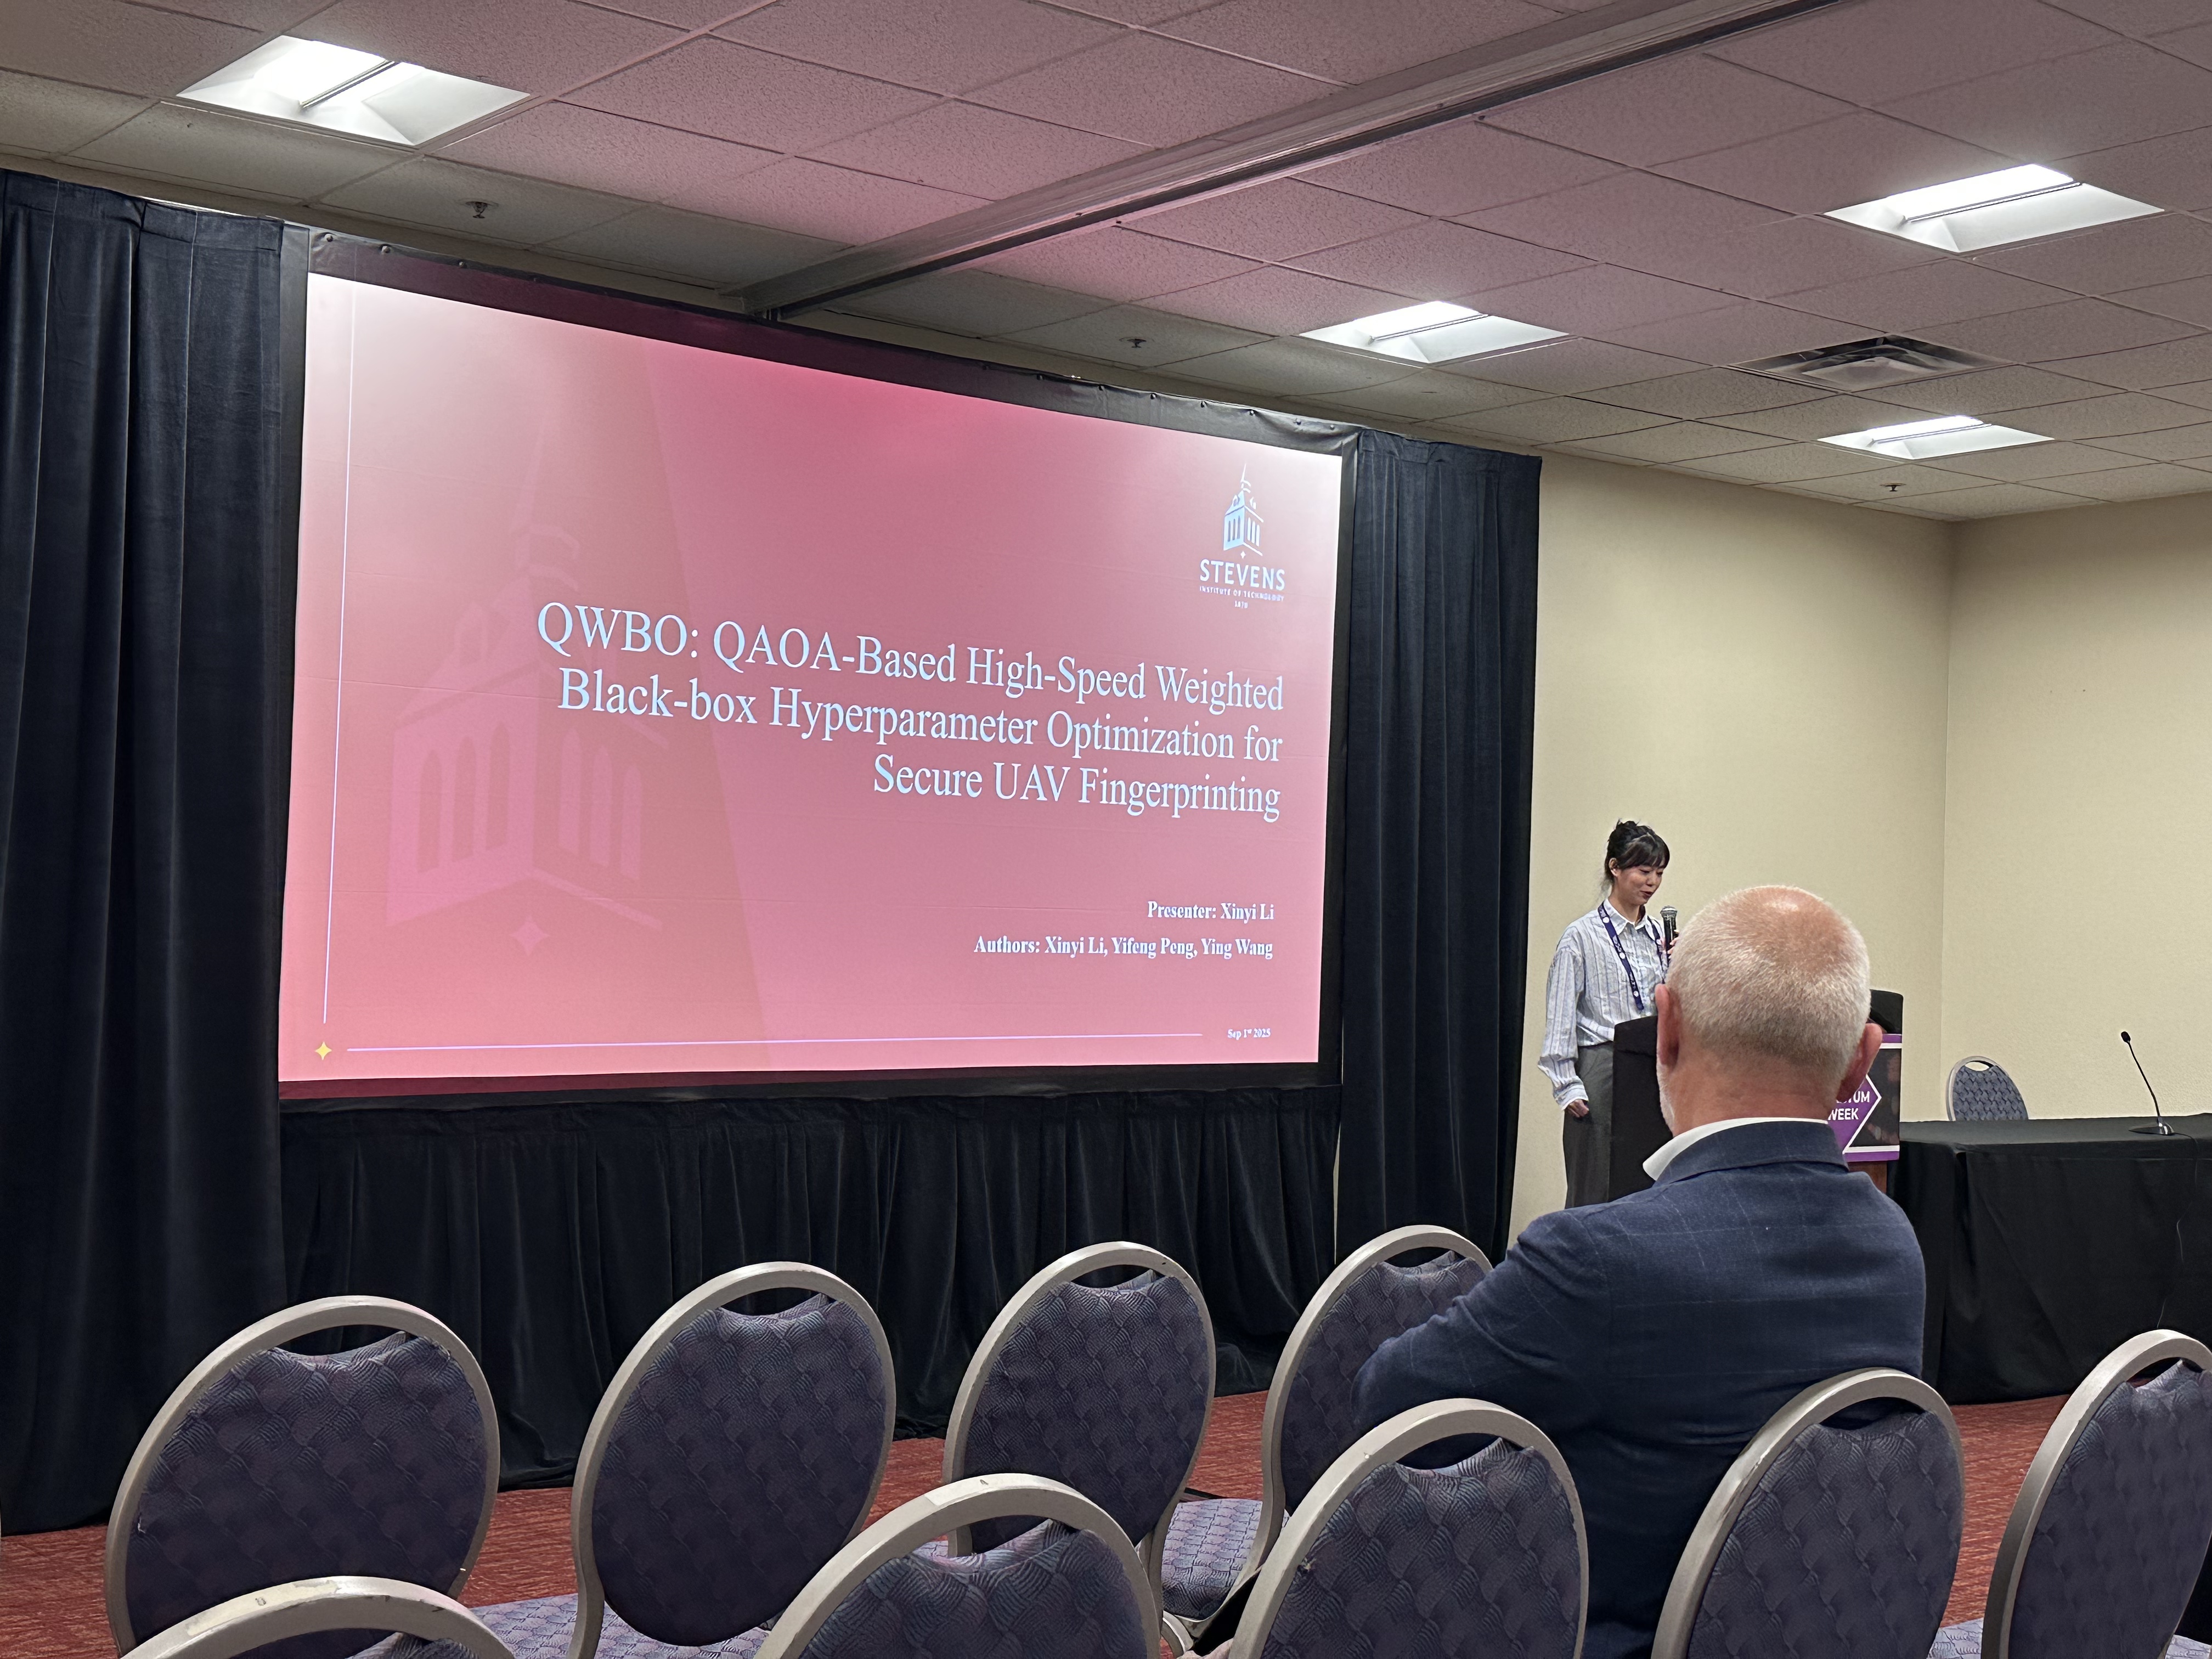 STEVENS
INSTITUTE OF TECHNOLOGY
1870
QWBO: QAOA-Based High-Speed Weighted
Black-box Hyperparameter Optimization for
Secure UAV Fingerprinting
Presenter: Xinyi Li
Authors: Xinyi Li, Yifeng Peng, Ying Wang
Sep 1st 2025
TUM
WEEK